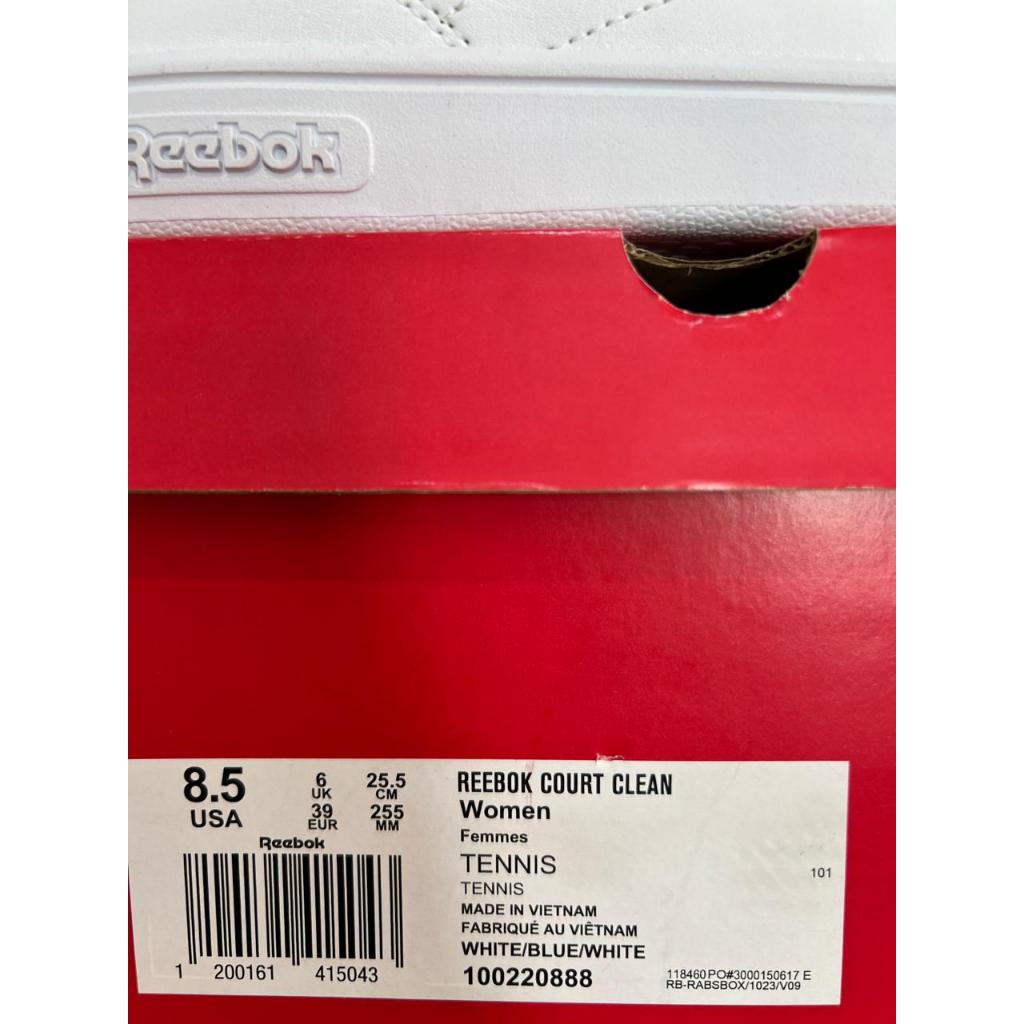 Reebok
8.5 USA
6 UK
39 EUR
25.5 CM
255 MM
Reebok
1 200161 415043
REEBOK COURT CLEAN
Women
Femmes
TENNIS
TENNIS
MADE IN VIETNAM
FABRIQUÉ AU VIÊTNAM
WHITE/BLUE/WHITE
100220888
101
118460 PO#3000150617 E
RB-RABSBOX/1023/V09